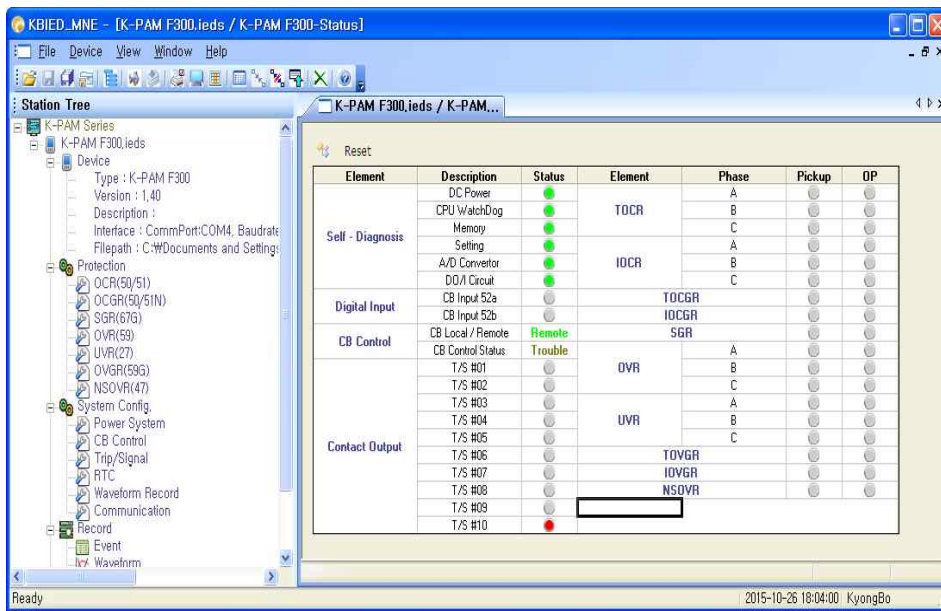 KBIED_MNE - [K-PAM F300.ieds / K-PAM F300-Status]
File Device View Window Help
Station Tree
K-PAM Series
K-PAM F300.ieds
Device
Type : K-PAM F300
Version : 1.40
Description :
Interface : CommPort:COM4, Baudrate
Filepath : C:₩Documents and Settings
Protection
OCR(50/51)
OCGR(50/51N)
SGR(67G)
OVR(59)
UVR(27)
OVGR(59G)
NSOVR(47)
System Config.
Power System
CB Control
Trip/Signal
RTC
Waveform Record
Communication
Record
Event
Waveform
K-PAM F300.ieds / K-PAM...
Reset
Element Description Status Element Phase Pickup OP
Self - Diagnosis
DC Power
CPU WatchDog
Memory
Setting
A/D Convertor
DO/I Circuit
Digital Input
CB Input 52a
CB Input 52b
CB Control
CB Local / Remote Remote
CB Control Status Trouble
Contact Output
T/S #01
T/S #02
T/S #03
T/S #04
T/S #05
T/S #06
T/S #07
T/S #08
T/S #09
T/S #10
TOCR
A
B
C
IOCR
A
B
C
TOCGR
IOCGR
SGR
OVR
A
B
C
UVR
A
B
C
TOVGR
IOVGR
NSOVR
Ready
2015-10-26 18:04:00 KyongBo